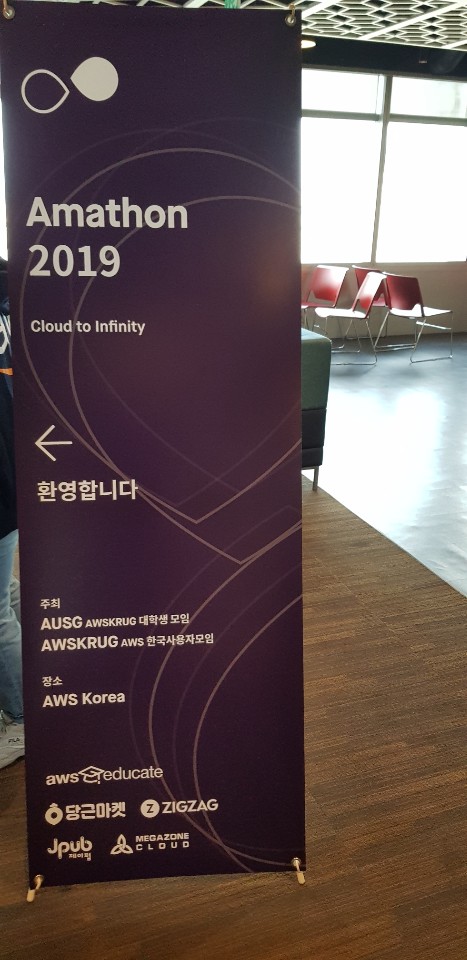 Amathon
2019
Cloud to Infinity
환영합니다
주최
AUSG AWSKRUG 대학생 모임
AWSKRUG AWS 한국사용자모임
장소
AWS Korea
aws educate
당근마켓 Z ZIGZAG
Jpub 제이펍 MEGAZONE CLOUD